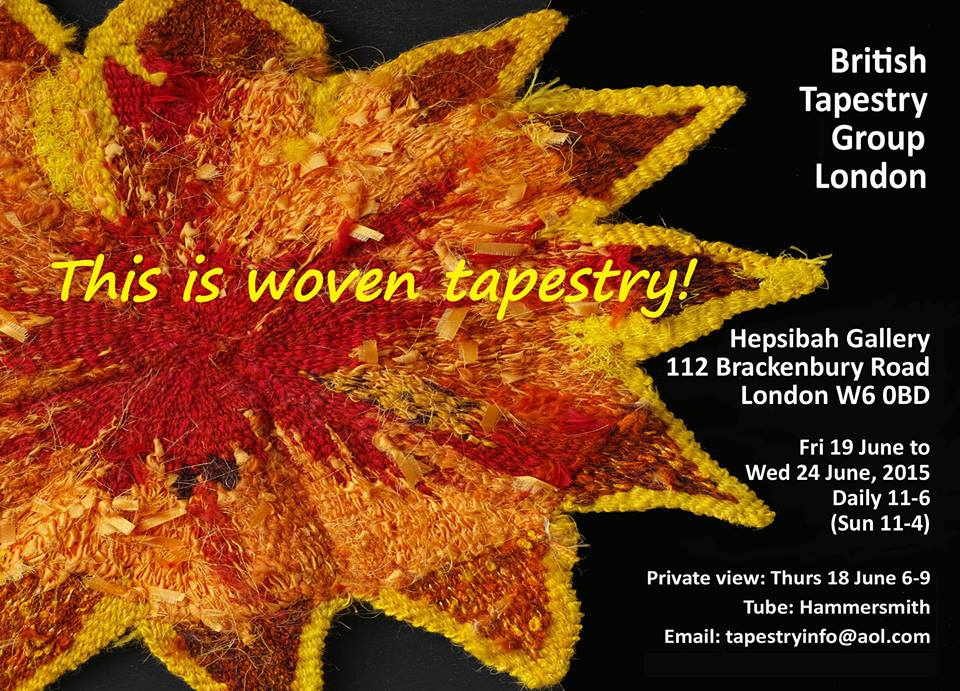 British
Tapestry
Group
London
This is woven tapestry!
Hepsibah Gallery
112 Brackenbury Road
London W6 0BD
Fri 19 June to
Wed 24 June, 2015
Daily 11-6
(Sun 11-4)
Private view: Thurs 18 June 6-9
Tube: Hammersmith
Email: tapestryinfo@aol.com